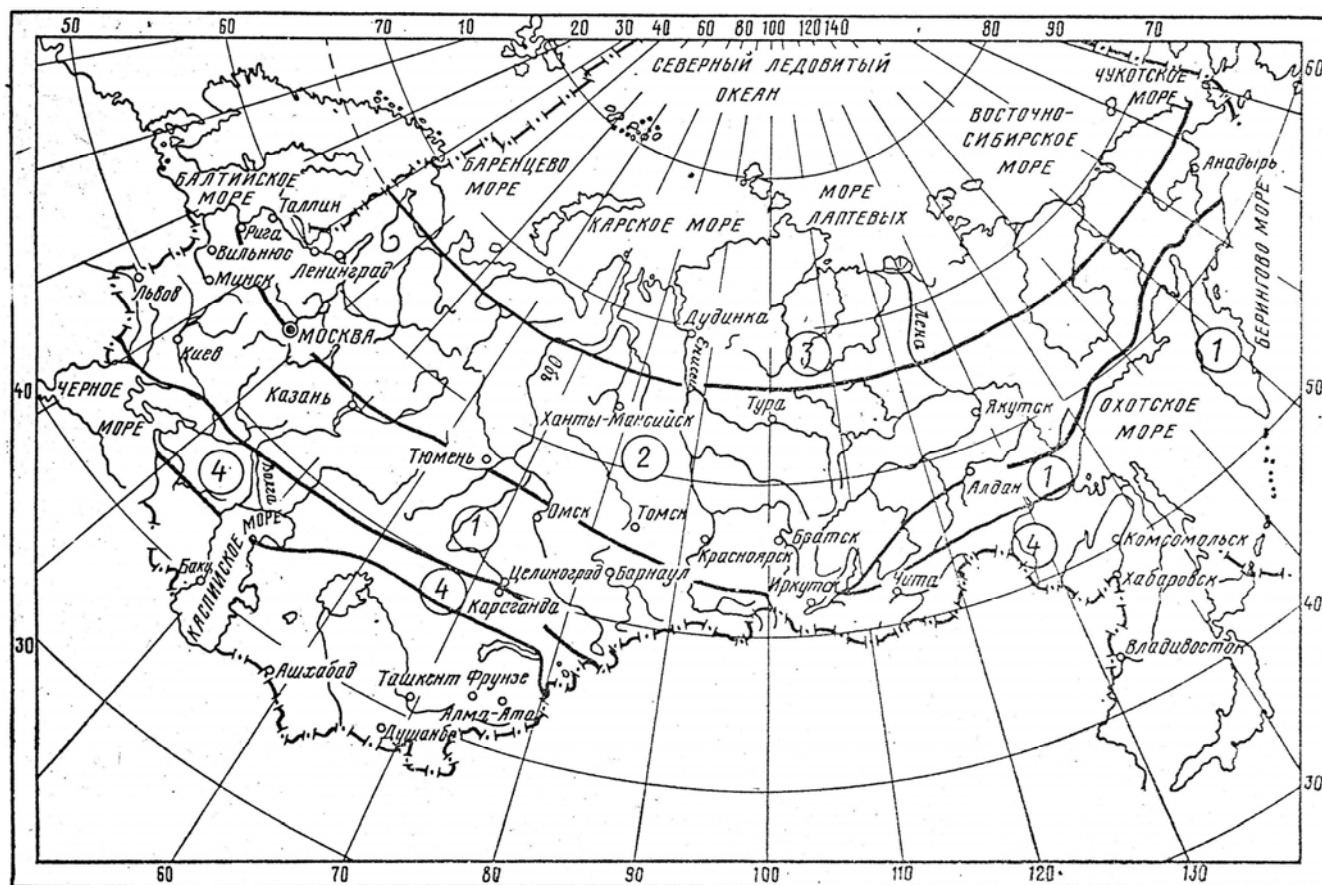 50 60 70 10 20 30 40 60 80 100 120 140 80 90 70
60
СЕВЕРНЫЙ ЛЕДОВИТЫЙ
ОКЕАН
ЧУКОТСКОЕ
МОРЕ
ВОСТОЧНО-
СИБИРСКОЕ
МОРЕ
БАРЕНЦЕВО
МОРЕ
Анадырь
БАЛТИЙСКОЕ
МОРЕ
МОРЕ
ЛАПТЕВЫХ
КАРСКОЕ МОРЕ
БЕРИНГОВО МОРЕ
Таллин
Рига
Вильнюс
Ленинград
Минск
Львов
МОСКВА
Дудинка
Енисей
Лена
Киев
3
1
Обь
40
50
ЧЕРНОЕ
МОРЕ
Казань
Ханты-Мансийск
Тура
Якутск
ОХОТСКОЕ
МОРЕ
Тюмень
2
4
Волга
Алдан
1
Омск
Томск
1
Красноярск
Братск
4
Комсомольск
МОРЕ
КАСПИЙСКОЕ
Баку
Целиноград
Барнаул
Иркутск
Чита
Хабаровск
4
Караганда
40
30
Ашхабад
Ташкент
Фрунзе
Алма-Ата
Душанбе
Владивосток
30
60 70 80 90 100 110 120 130